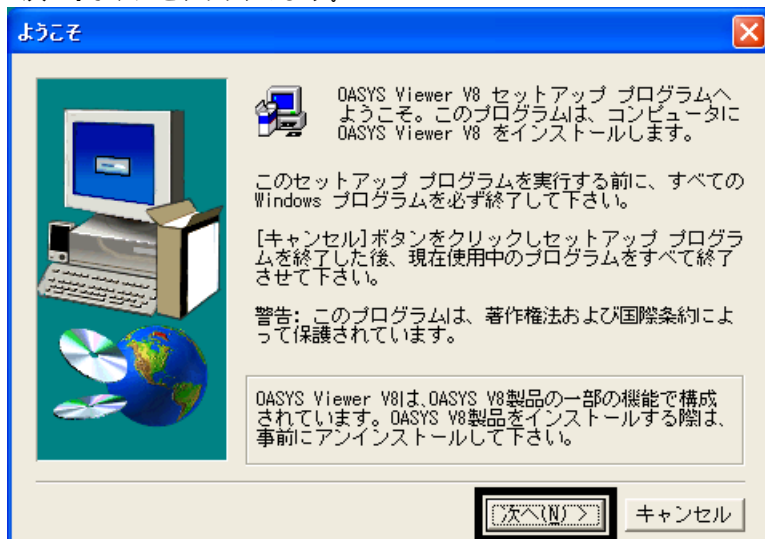 ようこそ
OASYS Viewer V8 セットアップ プログラムへ
ようこそ。このプログラムは、コンピュータに
OASYS Viewer V8 をインストールします。
このセットアップ プログラムを実行する前に、すべての
Windows プログラムを必ず終了して下さい。
[キャンセル]ボタンをクリックしセットアップ プログラ
ムを終了した後、現在使用中のプログラムをすべて終了
させて下さい。
警告: このプログラムは、著作権法および国際条約によ
って保護されています。
OASYS Viewer V8は、OASYS V8製品の一部の機能で構成
されています。OASYS V8製品をインストールする際は、
事前にアンインストールして下さい。
次へ(N) >
キャンセル